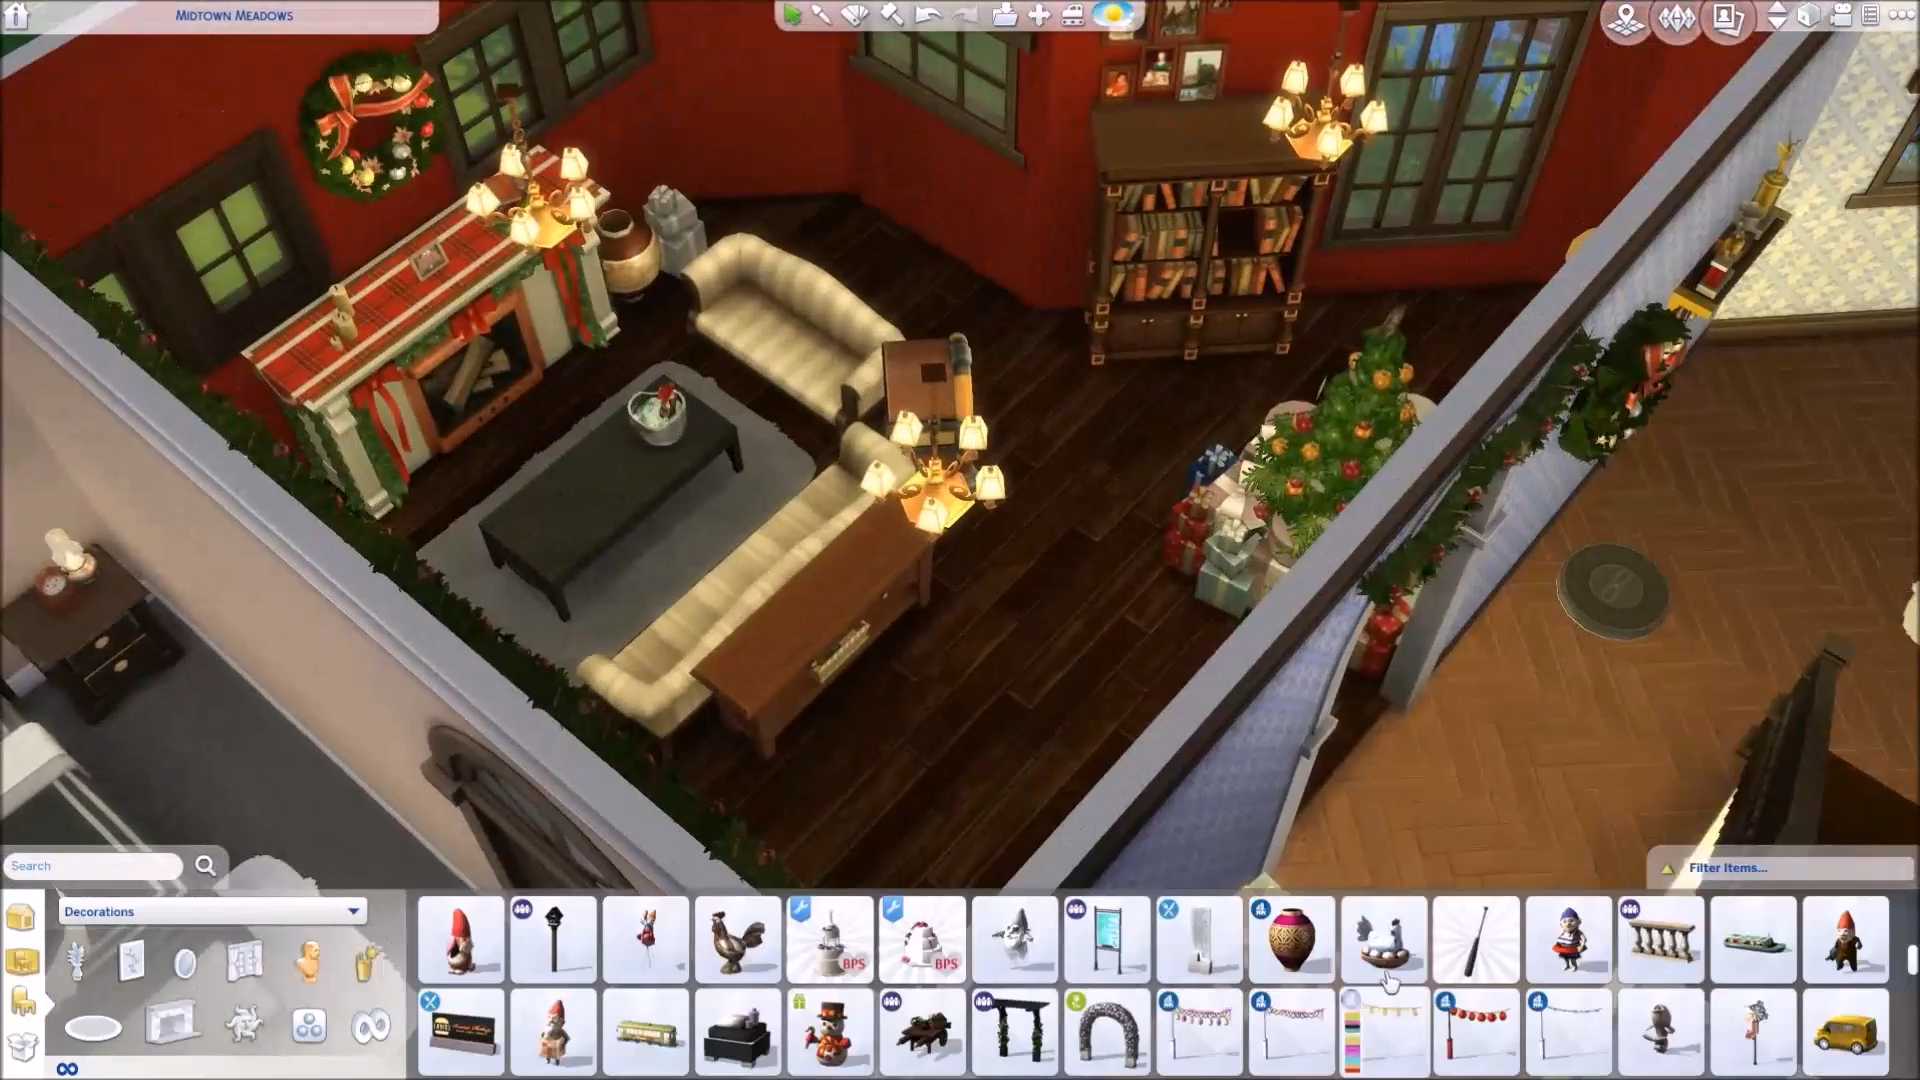 Midtown Meadows
Search
Filter Items...
Decorations
BPS
BPS